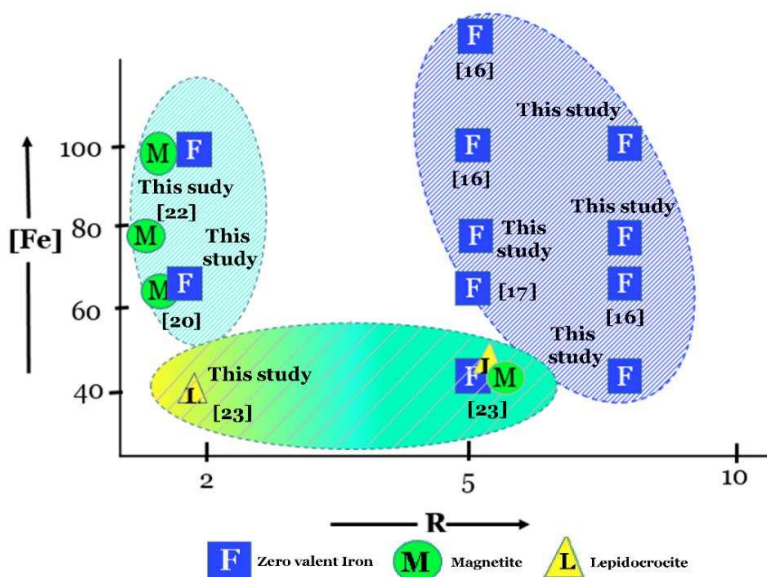 F
[16]
This study
100
M
F
F
F
This sudy
[16]
[22]
This study
[Fe]
80
M
This
study
F
This
study
F
60
M
F
[20]
F
[17]
F
[16]
This
study
40
L
This study
[23]
F
L
M
[23]
F
2
5
10
R
F Zero valent Iron
M Magnetite
L Lepidocrocite